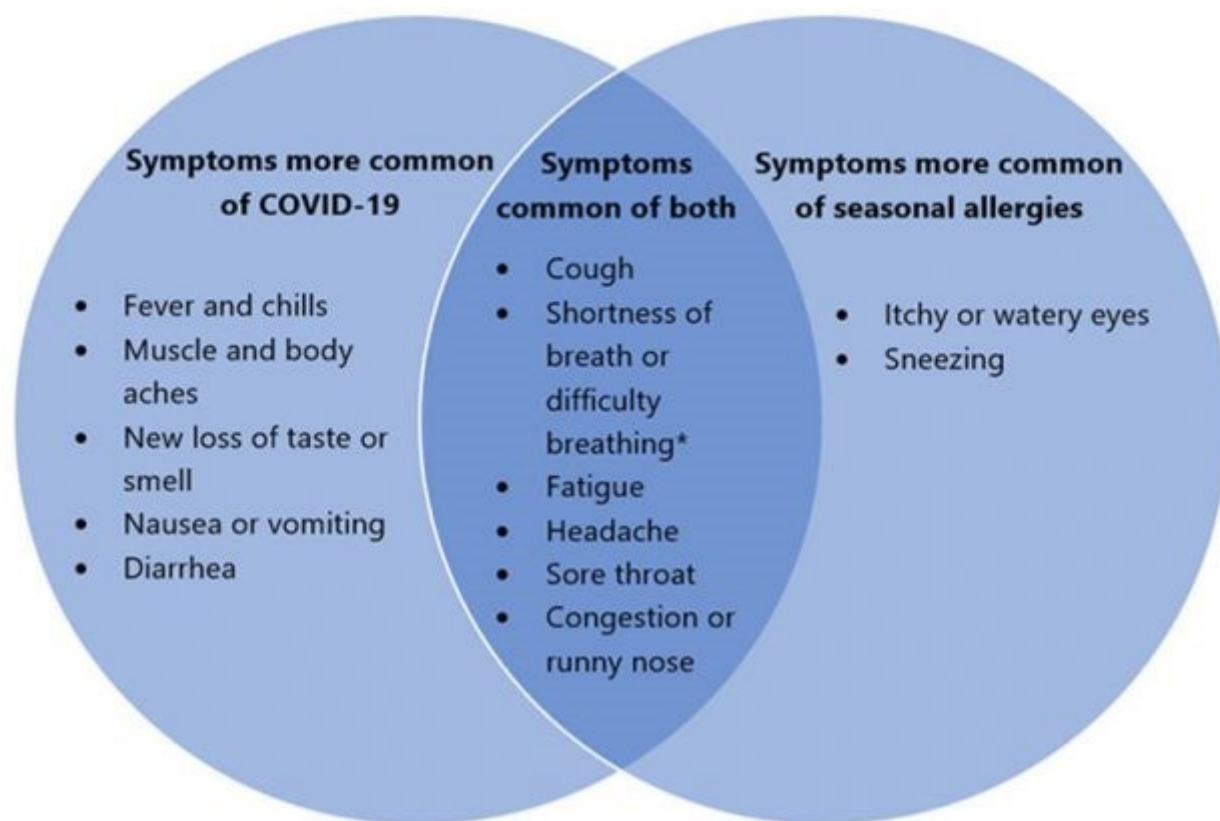 Symptoms more common
of COVID-19
• Fever and chills
• Muscle and body
aches
• New loss of taste or
smell
• Nausea or vomiting
• Diarrhea
Symptoms
common of both
• Cough
• Shortness of
breath or
difficulty
breathing*
• Fatigue
• Headache
• Sore throat
• Congestion or
runny nose
Symptoms more common
of seasonal allergies
• Itchy or watery eyes
• Sneezing